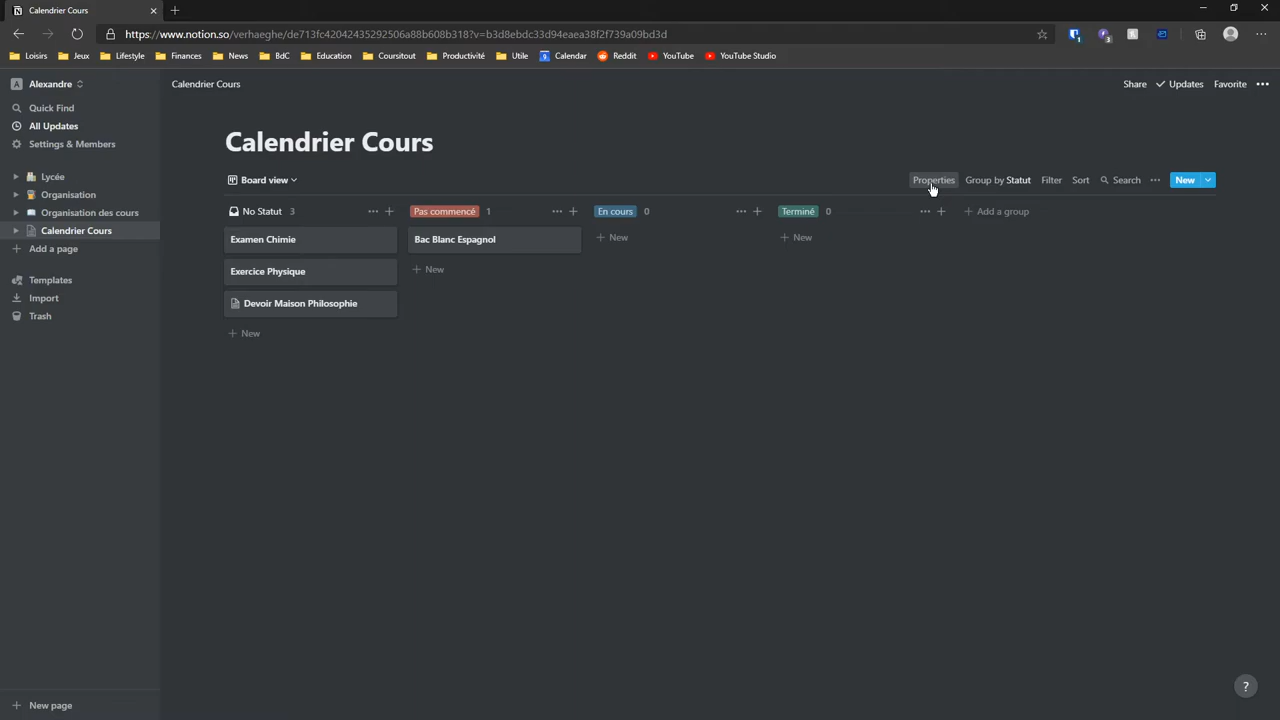 Calendrier Cours
https://www.notion.so/verhaeghe/de713fc42042435292506a88b608b318?v=b3d8ebdc33d94eaea38f2f739a09bd3d
1
3
Loisirs
Jeux
Lifestyle
Finances
News
BdC
Education
Coursitout
Productivité
Utile
Calendar
Reddit
YouTube
YouTube Studio
A Alexandre
Calendrier Cours
Share
Updates
Favorite
Quick Find
All Updates
Settings & Members
Lycée
Organisation
Organisation des cours
Calendrier Cours
Add a page
Templates
Import
Trash
New page
Calendrier Cours
Board view
Properties
Group by Statut
Filter
Sort
Search
New
No Statut 3
Examen Chimie
Exercice Physique
Devoir Maison Philosophie
+ New
Pas commencé 1
Bac Blanc Espagnol
+ New
En cours 0
+ New
Terminé 0
+ New
+ Add a group
?